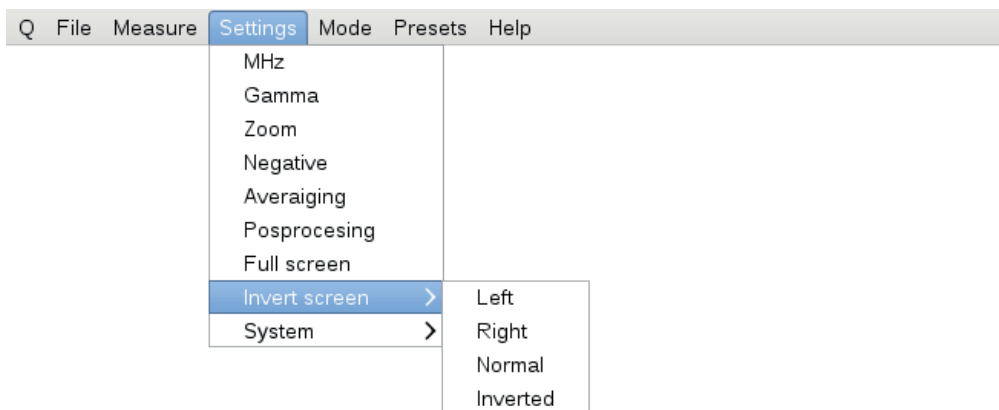 Q File Measure Settings Mode Presets Help
MHz
Gamma
Zoom
Negative
Averaiging
Posprocesing
Full screen
Invert screen
Left
System
Right
Normal
Inverted